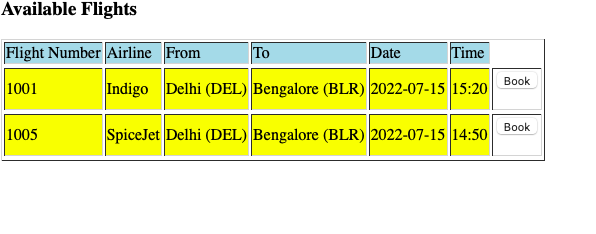 Available Flights
Flight Number Airline From To Date Time
1001 Indigo Delhi (DEL) Bengalore (BLR) 2022-07-15 15:20 Book
1005 SpiceJet Delhi (DEL) Bengalore (BLR) 2022-07-15 14:50 Book